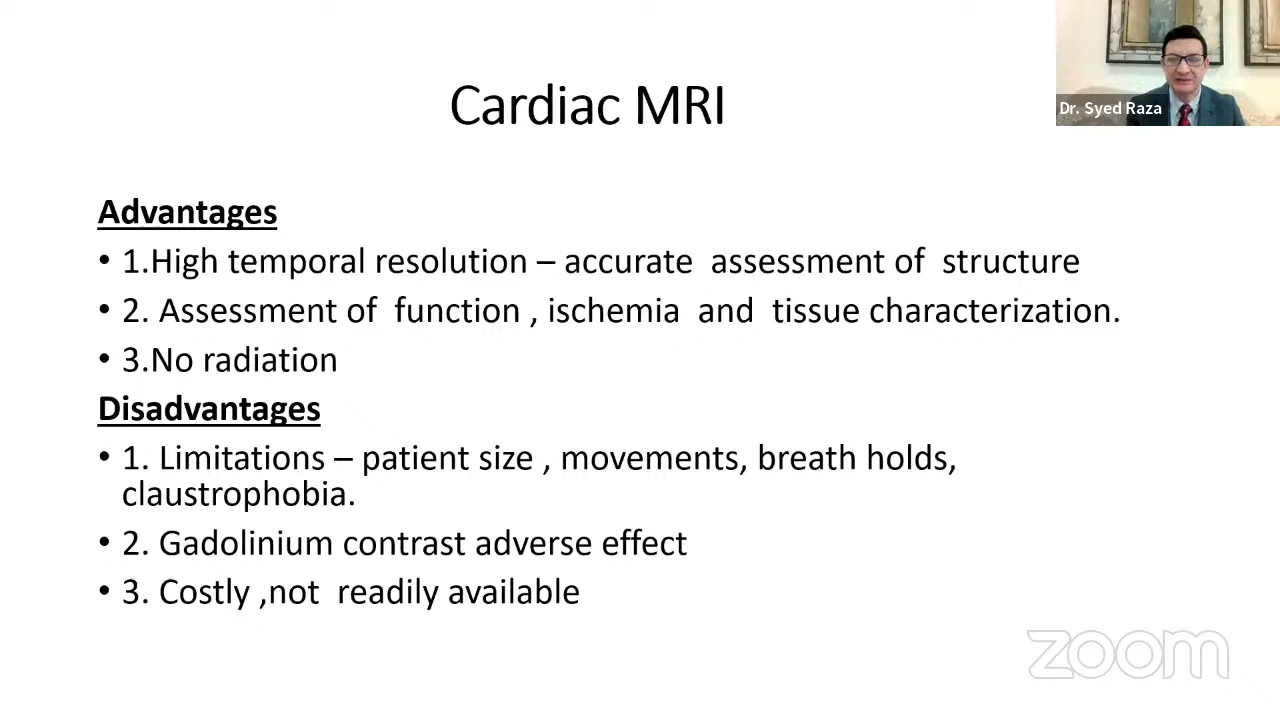 Dr. Syed Raza
Cardiac MRI
Advantages
• 1.High temporal resolution – accurate  assessment of  structure
• 2. Assessment of  function , ischemia  and  tissue characterization.
• 3.No radiation
Disadvantages
• 1. Limitations – patient size , movements, breath holds,
claustrophobia.
• 2. Gadolinium contrast adverse effect
• 3. Costly ,not  readily available
zoom